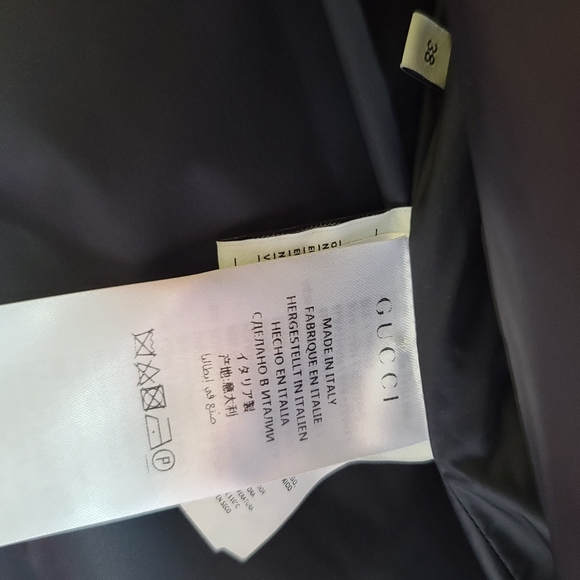 38
GUCCI
MADE IN ITALY
FABRIQUE EN ITALIE
HERGESTELLT IN ITALIEN
HECHO EN ITALIA
СДЕЛАНО В ИТАЛИИ
イタリア製
产地:意大利
صنع في إيطاليا
P